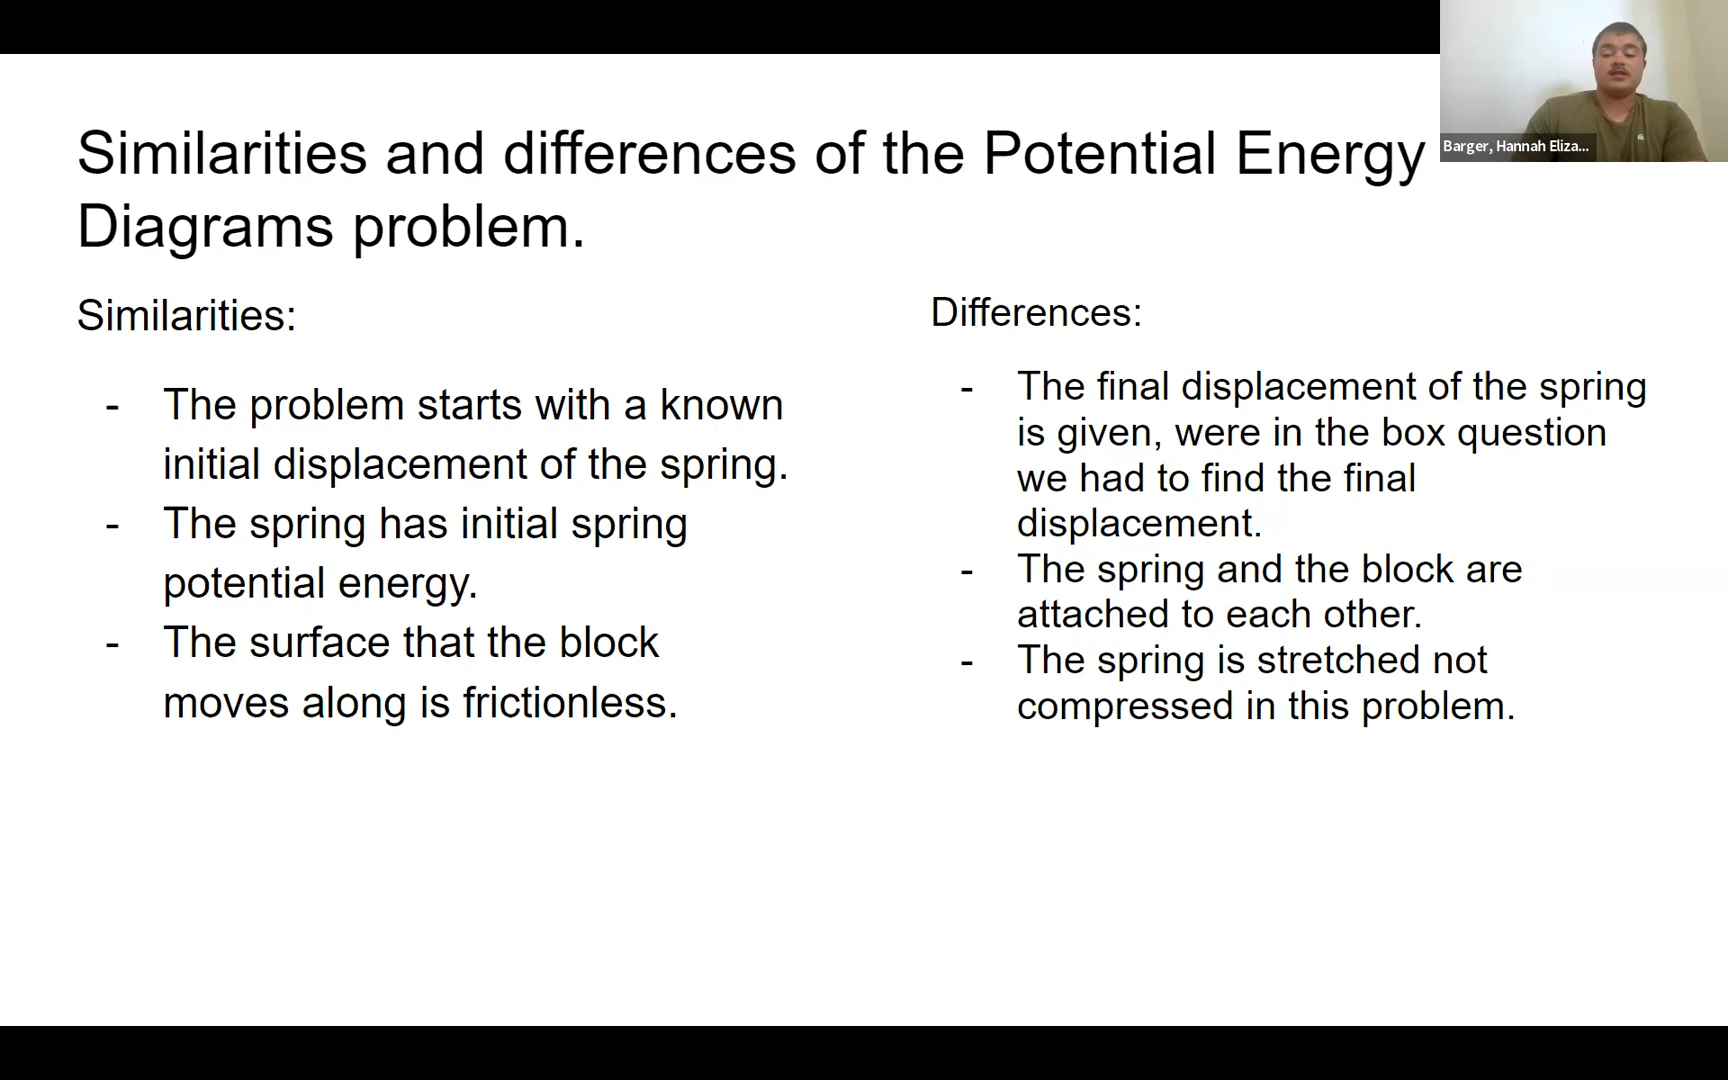 Similarities and differences of the Potential Energy
Diagrams problem.
Barger, Hannah Eliza...
Similarities:
- The problem starts with a known
initial displacement of the spring.
- The spring has initial spring
potential energy.
- The surface that the block
moves along is frictionless.
Differences:
- The final displacement of the spring
is given, were in the box question
we had to find the final
displacement.
- The spring and the block are
attached to each other.
- The spring is stretched not
compressed in this problem.